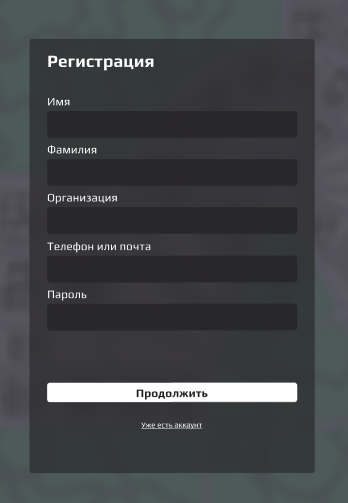 Регистрация
Имя
Фамилия
Организация
Телефон или почта
Пароль
Продолжить
Уже есть аккаунт